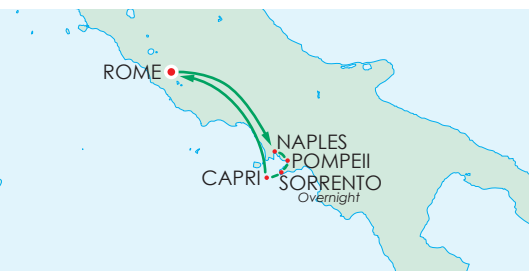 ROME
NAPLES
POMPEII
CAPRI
SORRENTO
Overnight